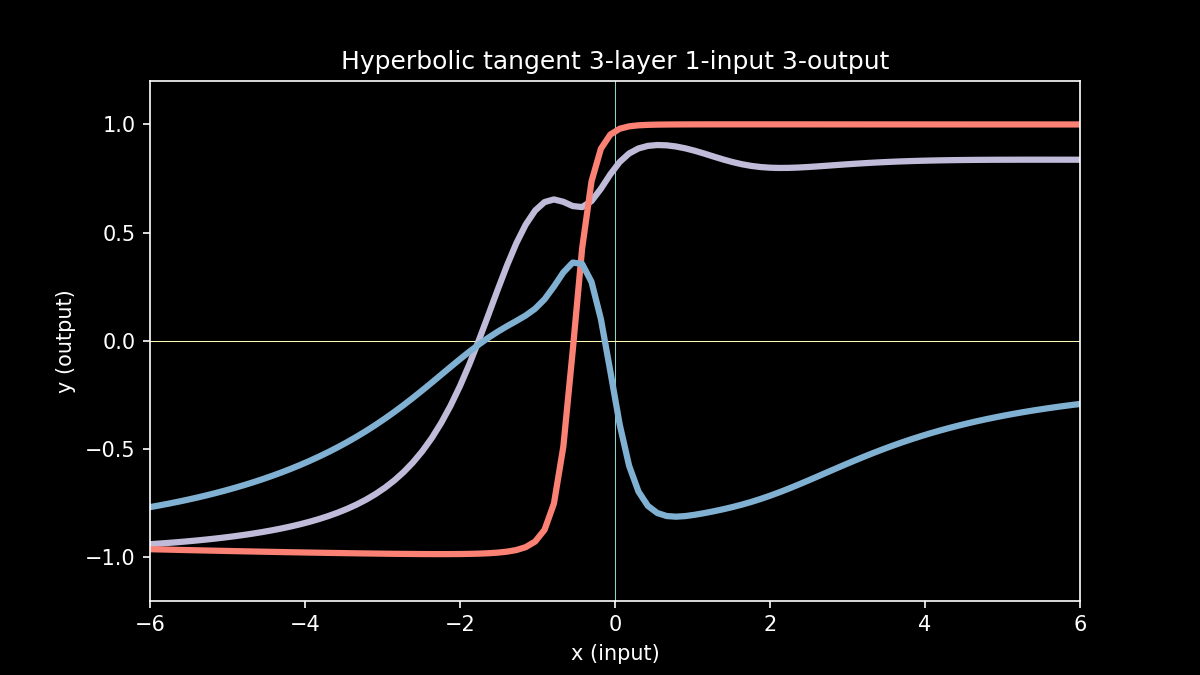 Hyperbolic tangent 3-layer 1-input 3-output
1.0
0.5
0.0
−0.5
−1.0
y (output)
−6 −4 −2 0 2 4 6
x (input)